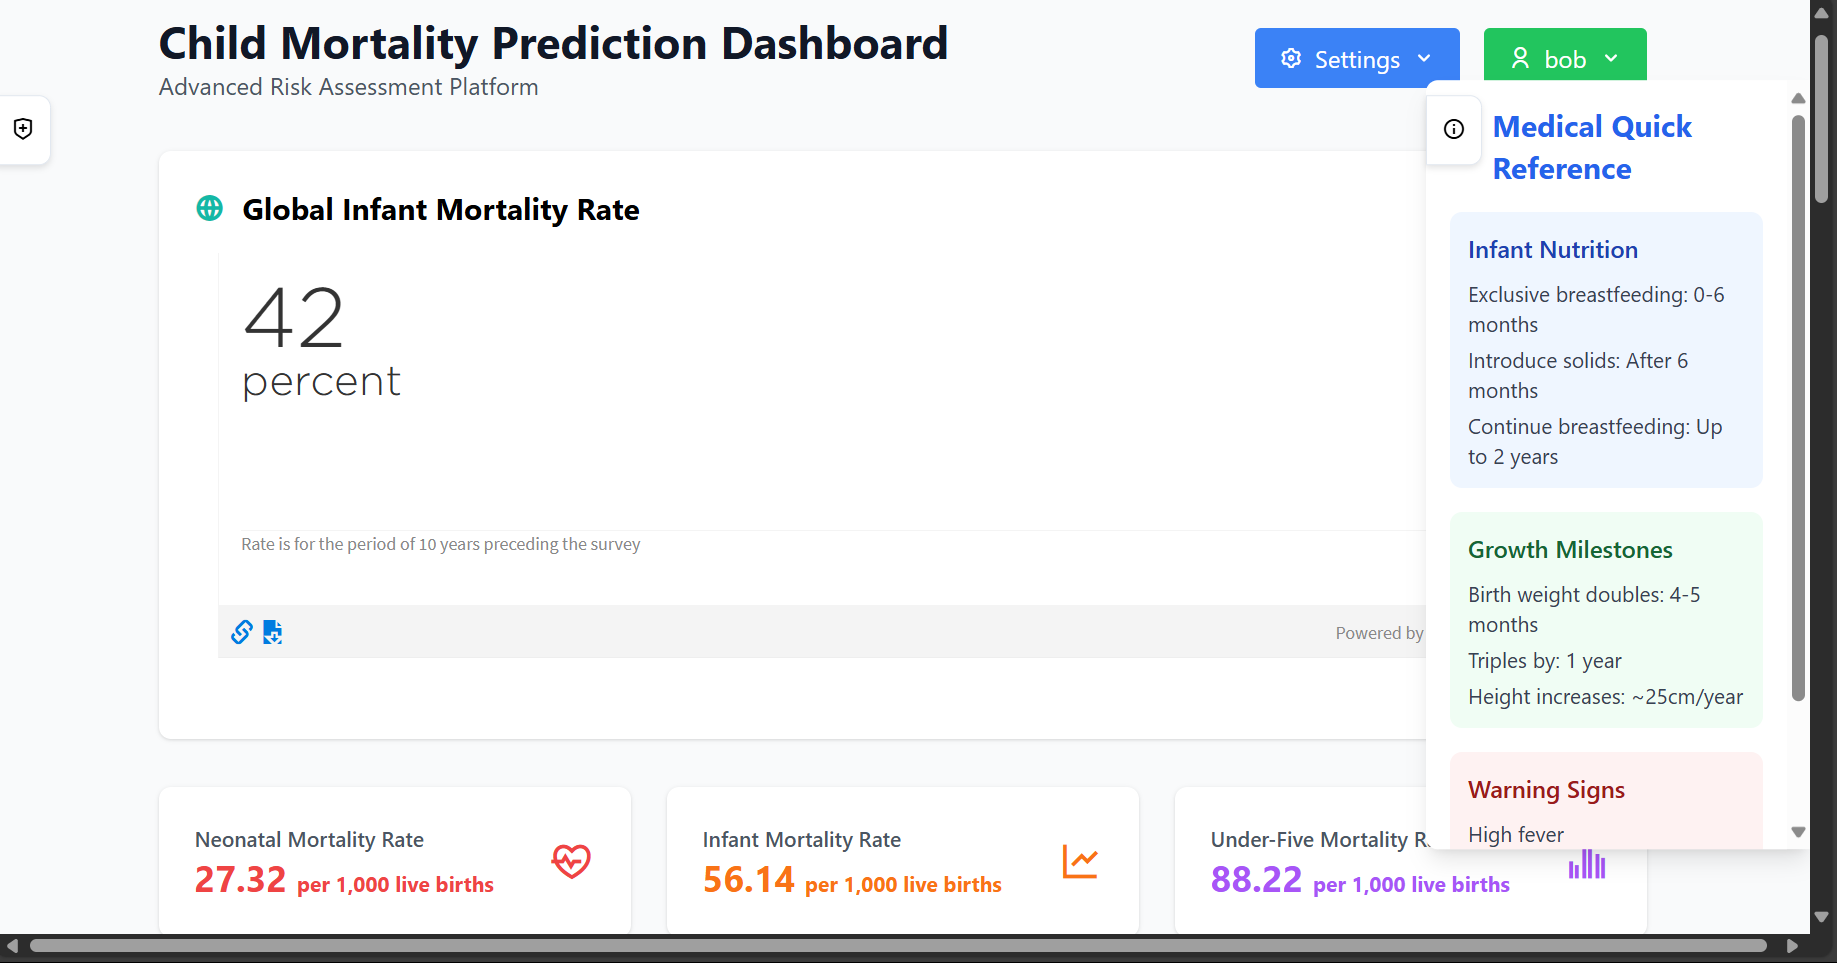 Child Mortality Prediction Dashboard
Advanced Risk Assessment Platform
Settings
bob
Global Infant Mortality Rate
42
percent
Rate is for the period of 10 years preceding the survey
Powered by
Medical Quick
Reference
Infant Nutrition
Exclusive breastfeeding: 0-6
months
Introduce solids: After 6
months
Continue breastfeeding: Up
to 2 years
Growth Milestones
Birth weight doubles: 4-5
months
Triples by: 1 year
Height increases: ~25cm/year
Warning Signs
High fever
Neonatal Mortality Rate
27.32 per 1,000 live births
Infant Mortality Rate
56.14 per 1,000 live births
Under-Five Mortality
88.22 per 1,000 live births